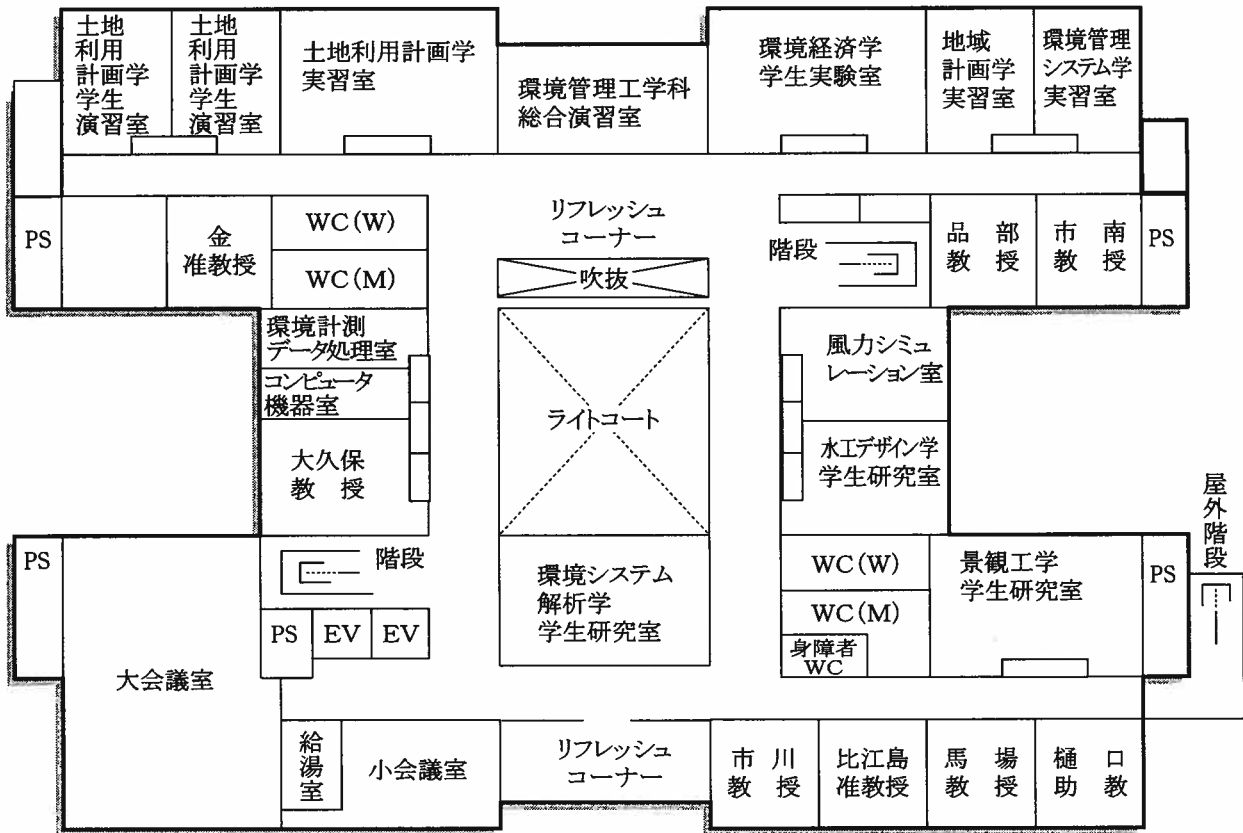 土地
利用
計画学
学生
演習室
土地
利用
計画学
学生
演習室
土地利用計画学
実習室
環境管理工学科
総合演習室
環境経済学
学生実験室
地域
計画学
実習室
環境管理
システム学
実習室
PS
金
准教授
WC(W)
WC(M)
リフレッシュ
コーナー
吹抜
階段
品部
教授
市南
教授
PS
環境計測
データ処理室
コンピュータ
機器室
大久保
教授
ライトコート
風力シミュ
レーション室
水工デザイン学
学生研究室
屋外階段
PS
階段
PS
EV
EV
環境システム
解析学
学生研究室
WC(W)
WC(M)
身障者
WC
景観工学
学生研究室
PS
大会議室
給湯室
小会議室
リフレッシュ
コーナー
市川
教授
比江島
准教授
馬場
教授
樋口
助教